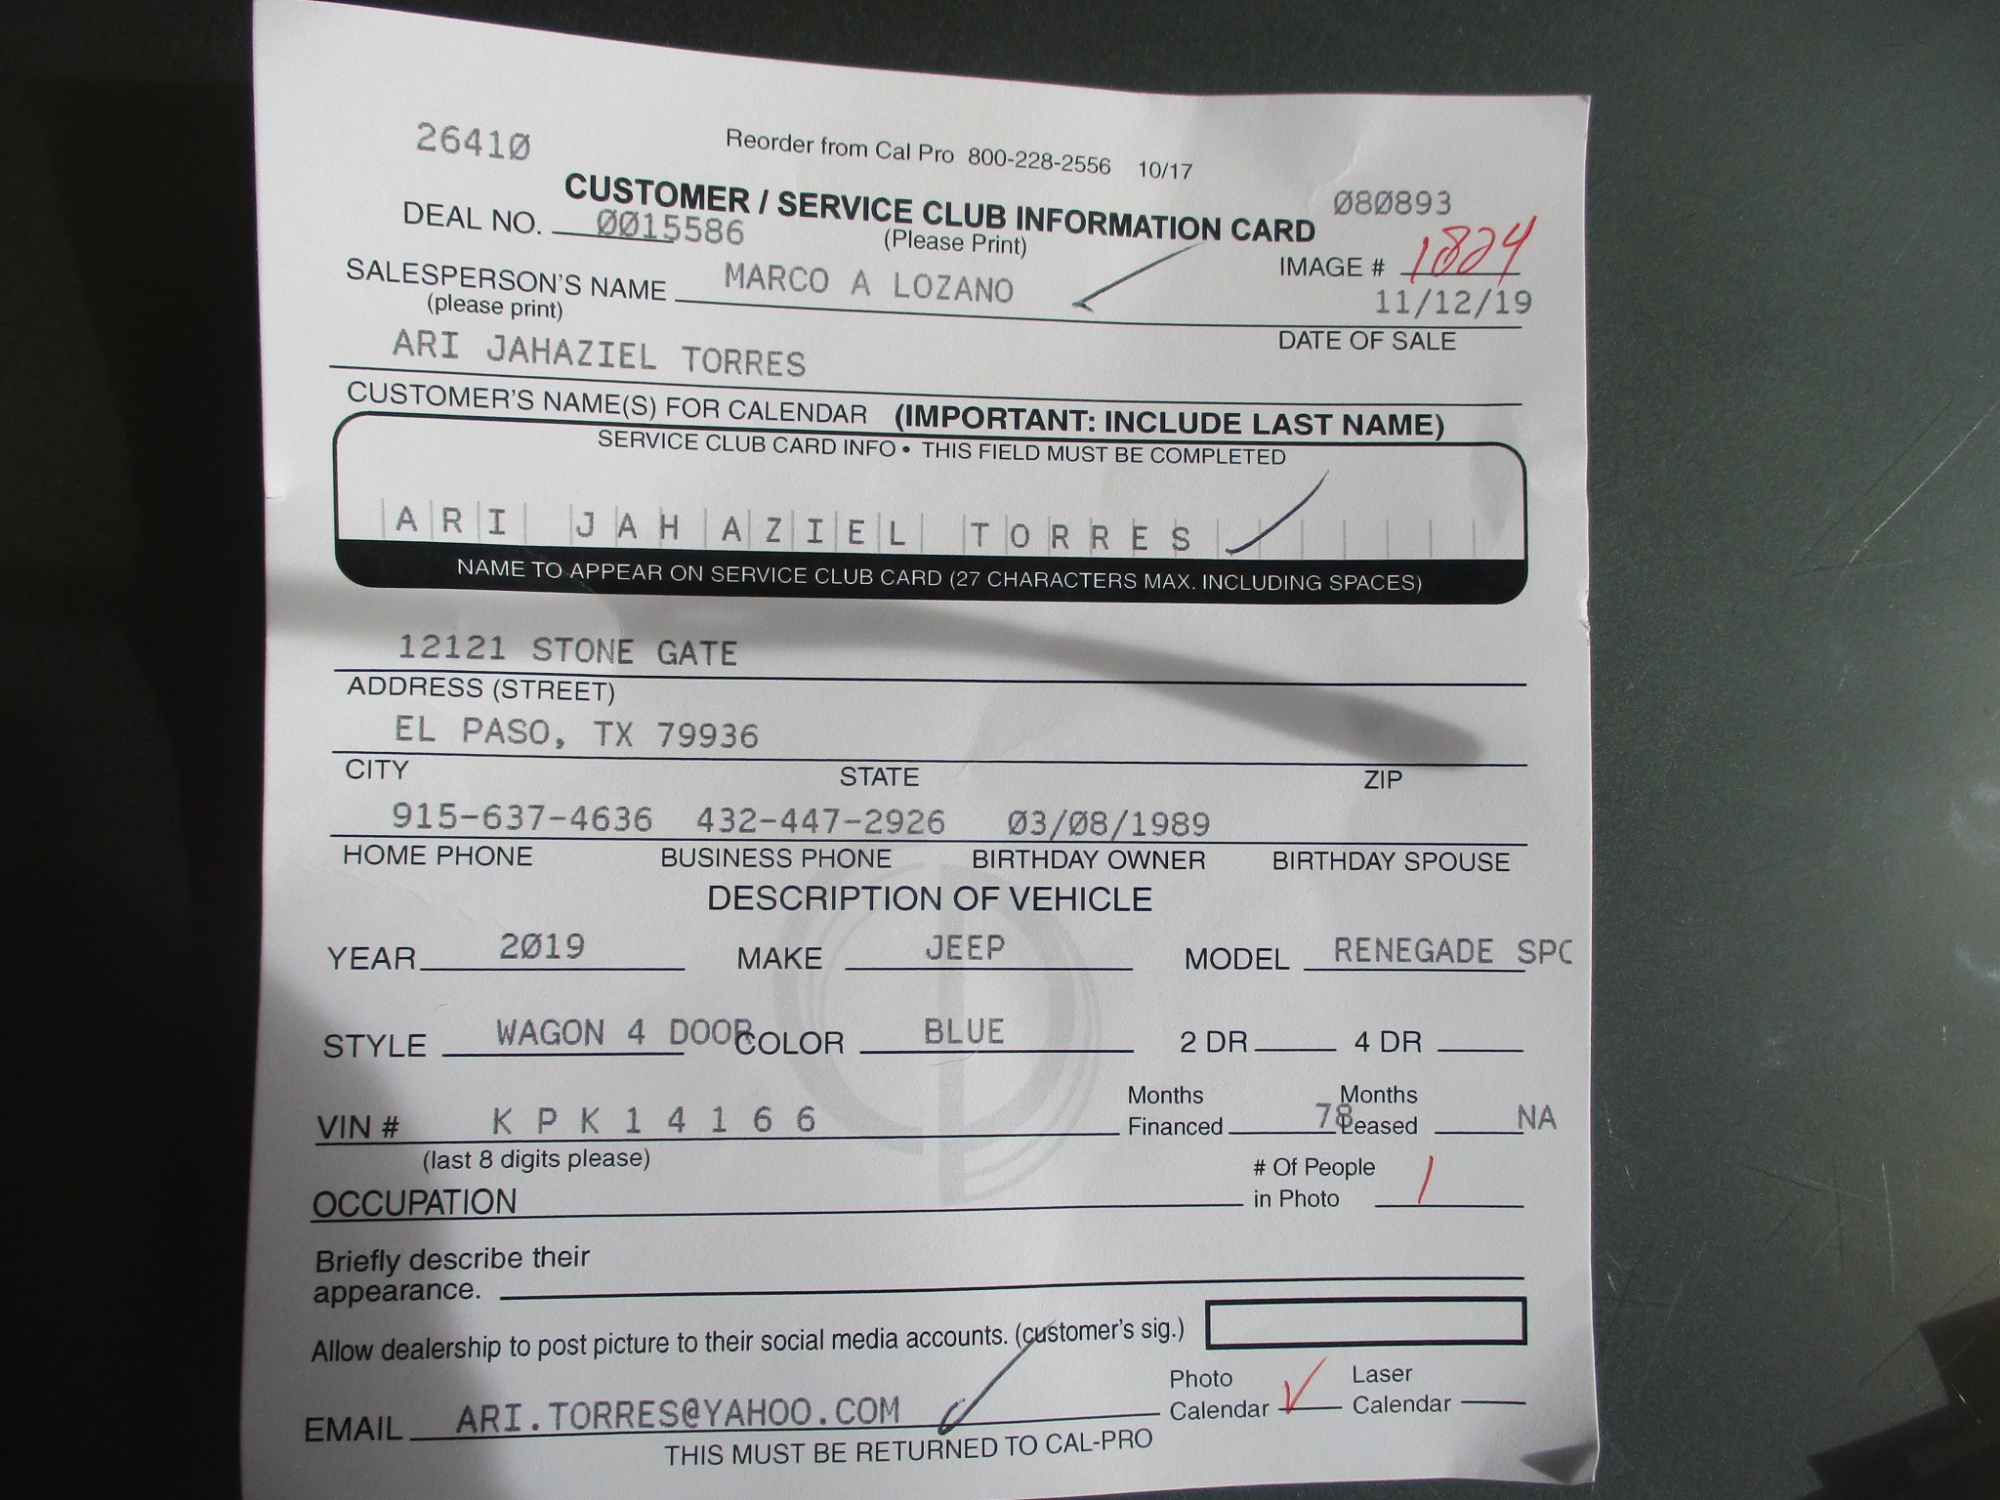 26410 Reorder from Cal Pro 800-228-2556 10/17
CUSTOMER / SERVICE CLUB INFORMATION CARD 080893
DEAL NO. 0015586 (Please Print) IMAGE # 1824
SALESPERSON'S NAME MARCO A LOZANO 11/12/19
(please print) DATE OF SALE
ARI JAHAZIEL TORRES
CUSTOMER'S NAME(S) FOR CALENDAR (IMPORTANT: INCLUDE LAST NAME)
SERVICE CLUB CARD INFO • THIS FIELD MUST BE COMPLETED
ARI JAHAZIEL TORRES
NAME TO APPEAR ON SERVICE CLUB CARD (27 CHARACTERS MAX. INCLUDING SPACES)
12121 STONE GATE
ADDRESS (STREET)
EL PASO, TX 79936
CITY STATE ZIP
915-637-4636 432-447-2926 03/08/1989
HOME PHONE BUSINESS PHONE BIRTHDAY OWNER BIRTHDAY SPOUSE
DESCRIPTION OF VEHICLE
YEAR 2019 MAKE JEEP MODEL RENEGADE SPO
STYLE WAGON 4 DOOR COLOR BLUE 2 DR 4 DR
VIN # K P K 1 4 1 6 6 Months Financed 78 Months Leased NA
(last 8 digits please)
OCCUPATION # Of People in Photo 1
Briefly describe their
appearance.
Allow dealership to post picture to their social media accounts. (customer's sig.)
EMAIL ARI.TORRES@YAHOO.COM Photo Calendar ✓ Laser Calendar
THIS MUST BE RETURNED TO CAL-PRO